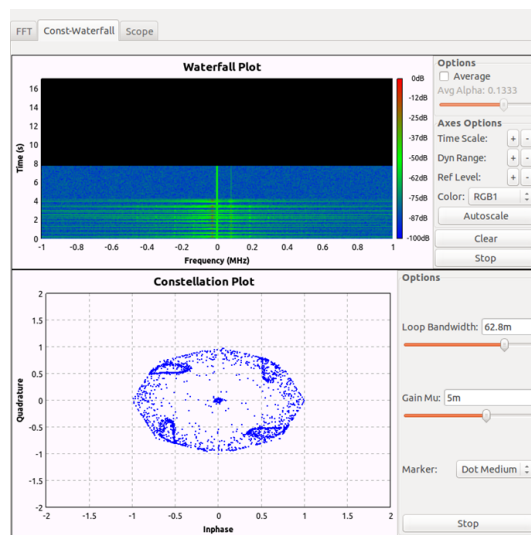 FFT Const-Waterfall Scope
Waterfall Plot
Time (s)
16
14
12
10
8
6
4
2
0
-1 -0.8 -0.6 -0.4 -0.2 0 0.2 0.4 0.6 0.8 1
Frequency (MHz)
0dB
-12dB
-25dB
-37dB
-50dB
-62dB
-75dB
-87dB
-100dB
Options
Average
Avg Alpha: 0.1333
Axes Options
Time Scale: + -
Dyn Range: + -
Ref Level: + -
Color: RGB1
Autoscale
Clear
Stop
Constellation Plot
Quadrature
2
1.5
1
0.5
0
-0.5
-1
-1.5
-2
-2 -1.5 -1 -0.5 0 0.5 1 1.5 2
Inphase
Options
Loop Bandwidth: 62.8m
Gain Mu: 5m
Marker: Dot Medium
Stop